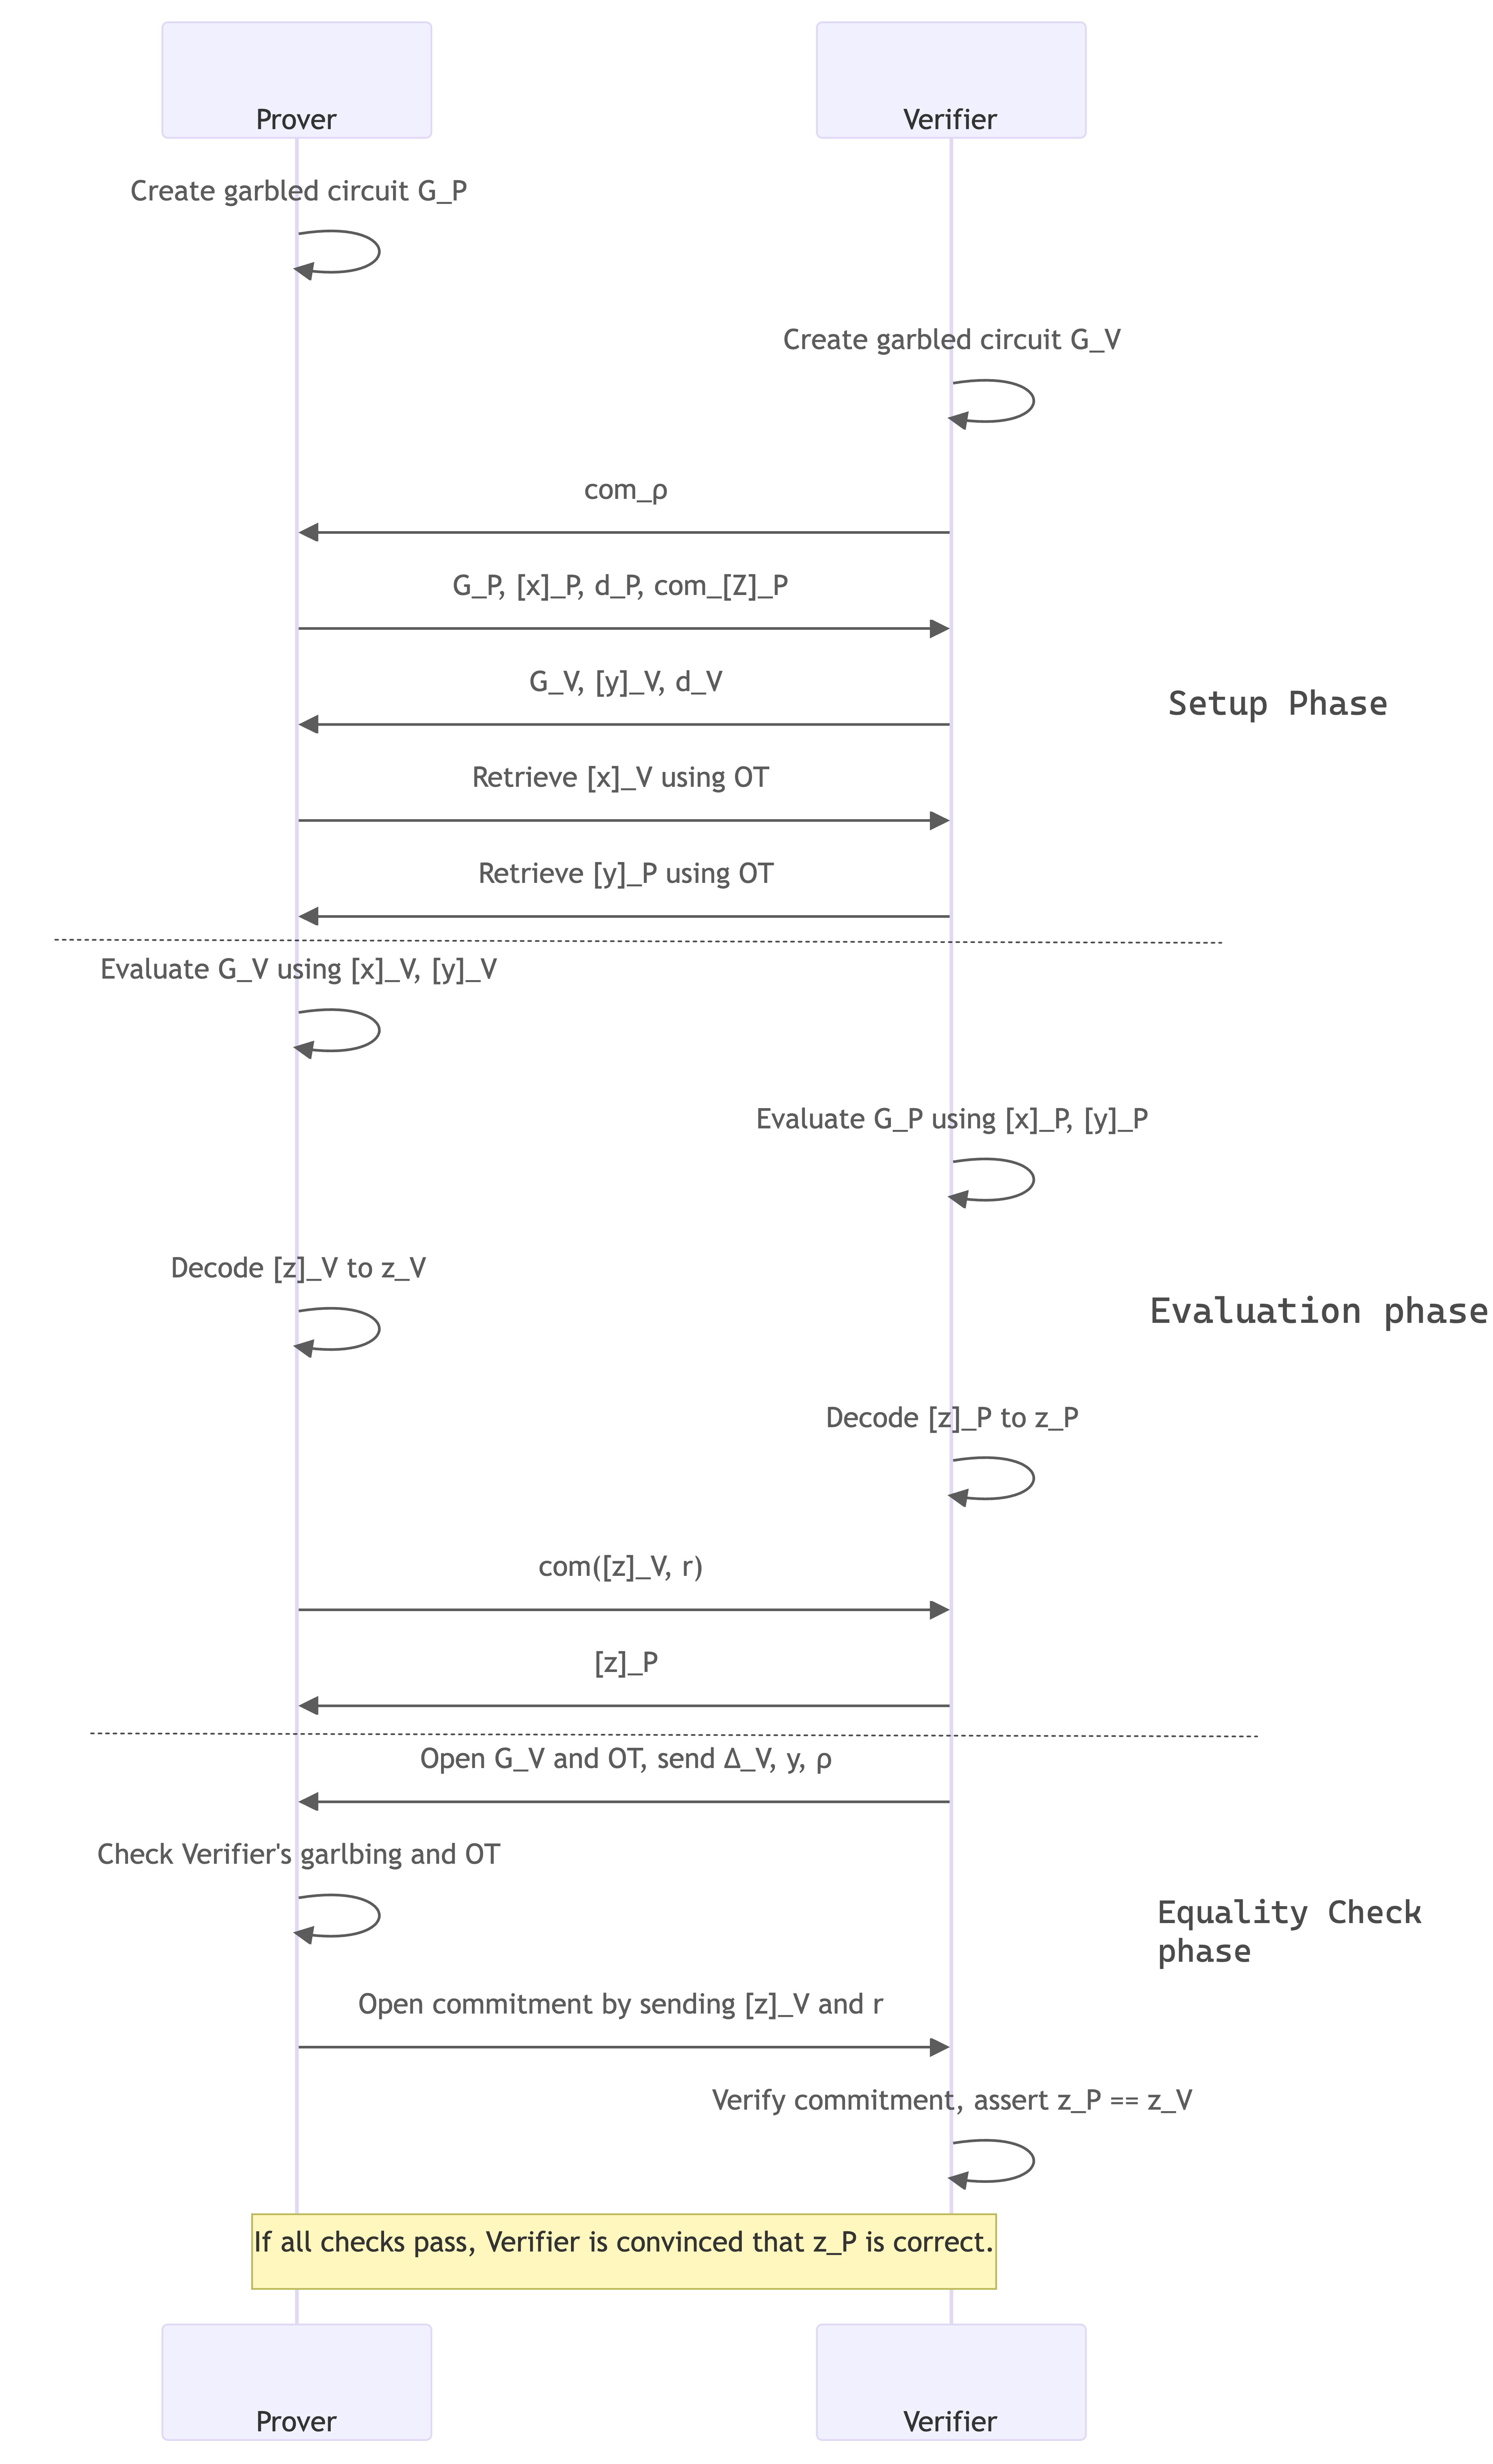 Prover
Verifier
Create garbled circuit G_P
Create garbled circuit G_V
com_ρ
G_P, [x]_P, d_P, com_[Z]_P
G_V, [y]_V, d_V
Setup Phase
Retrieve [x]_V using OT
Retrieve [y]_P using OT
Evaluate G_V using [x]_V, [y]_V
Evaluate G_P using [x]_P, [y]_P
Decode [z]_V to z_V
Evaluation phase
Decode [z]_P to z_P
com([z]_V, r)
[z]_P
Open G_V and OT, send Δ_V, y, ρ
Check Verifier's garlbing and OT
Equality Check
phase
Open commitment by sending [z]_V and r
Verify commitment, assert z_P == z_V
If all checks pass, Verifier is convinced that z_P is correct.
Prover
Verifier